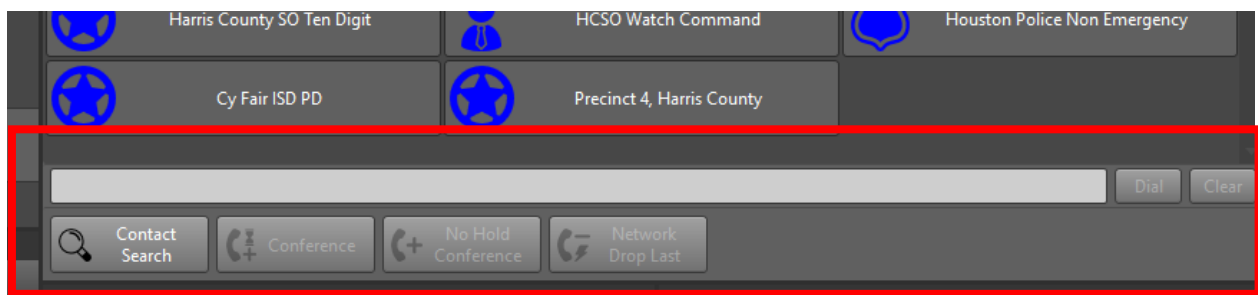 Harris County SO Ten Digit
HCSO Watch Command
Houston Police Non Emergency
Cy Fair ISD PD
Precinct 4, Harris County
Dial
Clear
Contact
Search
Conference
No Hold
Conference
Network
Drop Last